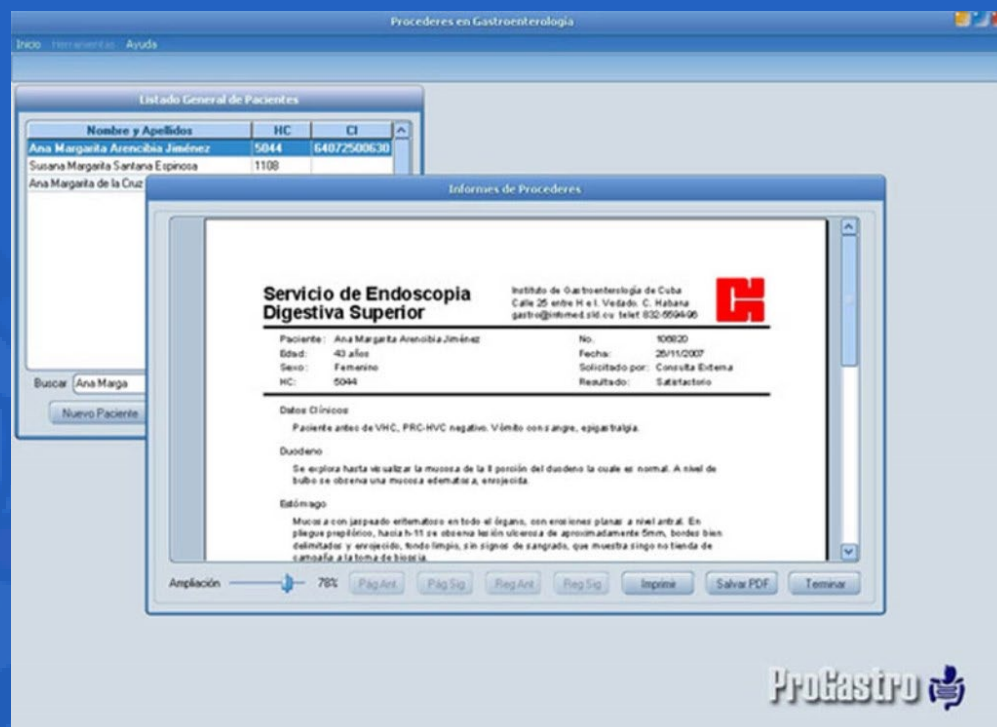 Procederes en Gastroenterología
Inicio Herramientas Ayuda
Listado General de Pacientes
Nombre y Apellidos HC CI
Ana Margarita Arencibia Jiménez 5044 64072500630
Susana Margarita Santana Espinosa 1108
Ana Margarita de la Cruz
Buscar Ana Marga
Nuevo Paciente
Informes de Procederes
Servicio de Endoscopia
Digestiva Superior
Instituto de Gastroenterología de Cuba
Calle 25 entre H e I. Vedado. C. Habana
gastro@infomed.sld.cu telef 832-5594-96
Paciente: Ana Margarita Arencibia Jiménez No. 106820
Edad: 43 años Fecha: 26/11/2007
Sexo: Femenino Solicitado por: Consulta Externa
HC: 5044 Resultado: Satisfactorio
Datos Clínicos
Paciente antes de VHC, PRC-HVC negativo. Vómito con sangre, epigastralgia.
Duodeno
Se explora hasta visualizar la mucosa de la II porción del duodeno la cuale es normal. A nivel de
bulbo se observa una mucosa edematosa, enrojecida.
Estómago
Mucosa con jaspeado eritematoso en todo el órgano, con erosiones planas a nivel antral. En
pliegue prepilórico, hacia h-11 se observa lesión ulcerosa de aproximadamente 5mm, bordes bien
delimitados y enrojecido, fondo limpio, sin signos de sangrado, que muestra singo no tienda de
campaña a la toma de biopsia.
Ampliación 78% Pág Ant Pág Sig Reg Ant Reg Sig Imprimir Salvar PDF Terminar
ProGastro